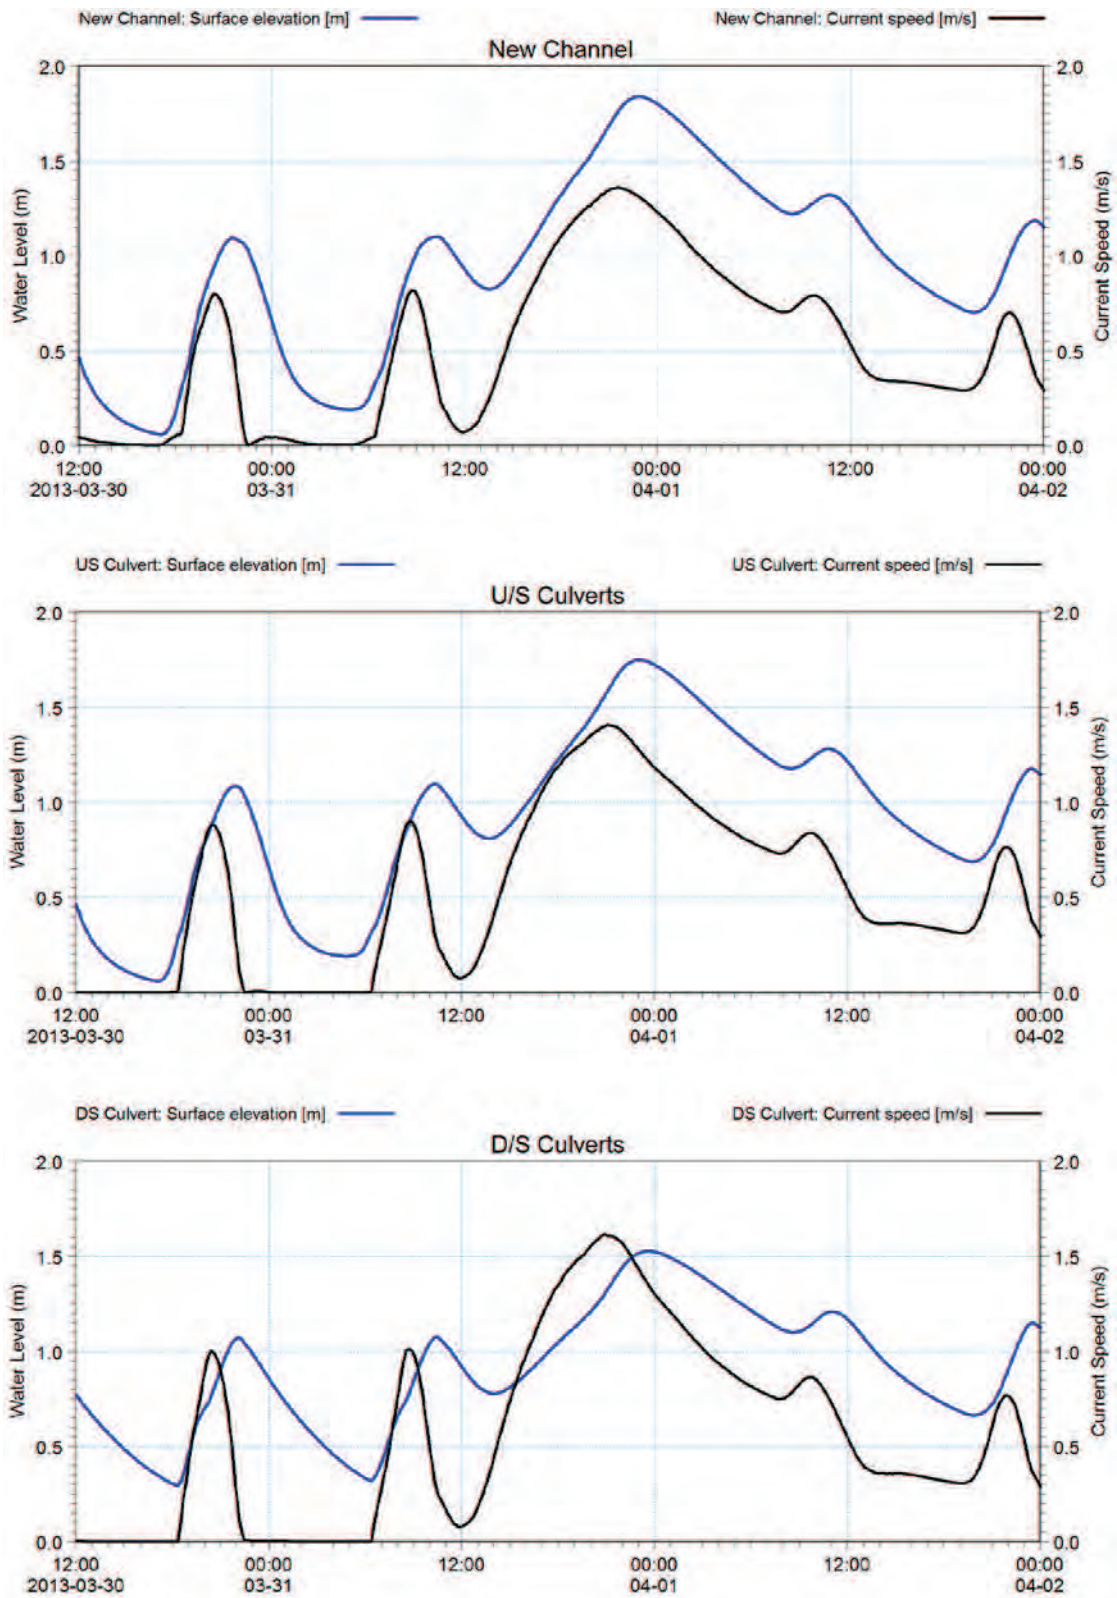 New Channel: Surface elevation [m] New Channel: Current speed [m/s]
New Channel
2.0 2.0
1.5 1.5
1.0 1.0
0.5 0.5
0.0 0.0
Water Level (m)
Current Speed (m/s)
12:00 00:00 12:00 00:00 12:00 00:00
2013-03-30 03-31 04-01 04-02
US Culvert: Surface elevation [m] US Culvert: Current speed [m/s]
U/S Culverts
2.0 2.0
1.5 1.5
1.0 1.0
0.5 0.5
0.0 0.0
Water Level (m)
Current Speed (m/s)
12:00 00:00 12:00 00:00 12:00 00:00
2013-03-30 03-31 04-01 04-02
DS Culvert: Surface elevation [m] DS Culvert: Current speed [m/s]
D/S Culverts
2.0 2.0
1.5 1.5
1.0 1.0
0.5 0.5
0.0 0.0
Water Level (m)
Current Speed (m/s)
12:00 00:00 12:00 00:00 12:00 00:00
2013-03-30 03-31 04-01 04-02